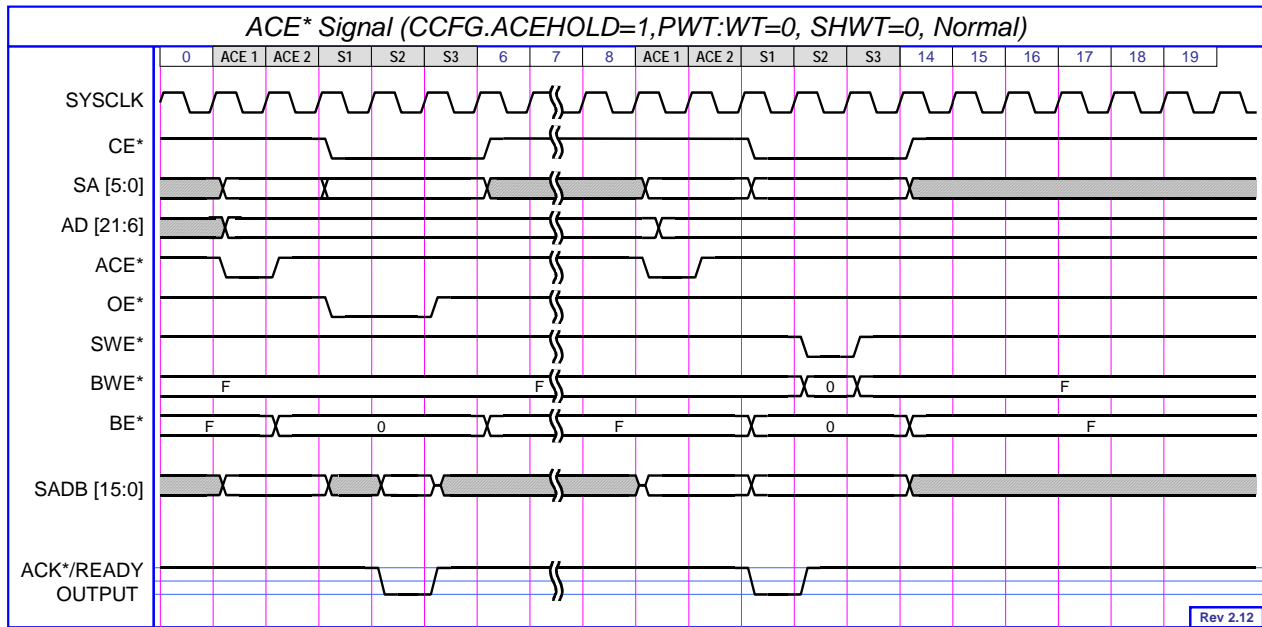 ACE* Signal (CCFG.ACEHOLD=1,PWT:WT=0, SHWT=0, Normal)
0 ACE 1 ACE 2 S1 S2 S3 6 7 8 ACE 1 ACE 2 S1 S2 S3 14 15 16 17 18 19
SYSCLK
CE*
SA [5:0]
AD [21:6]
ACE*
OE*
SWE*
BWE* F F 0 F
BE* F 0 F 0 F
SADB [15:0]
ACK*/READY
OUTPUT
Rev 2.12